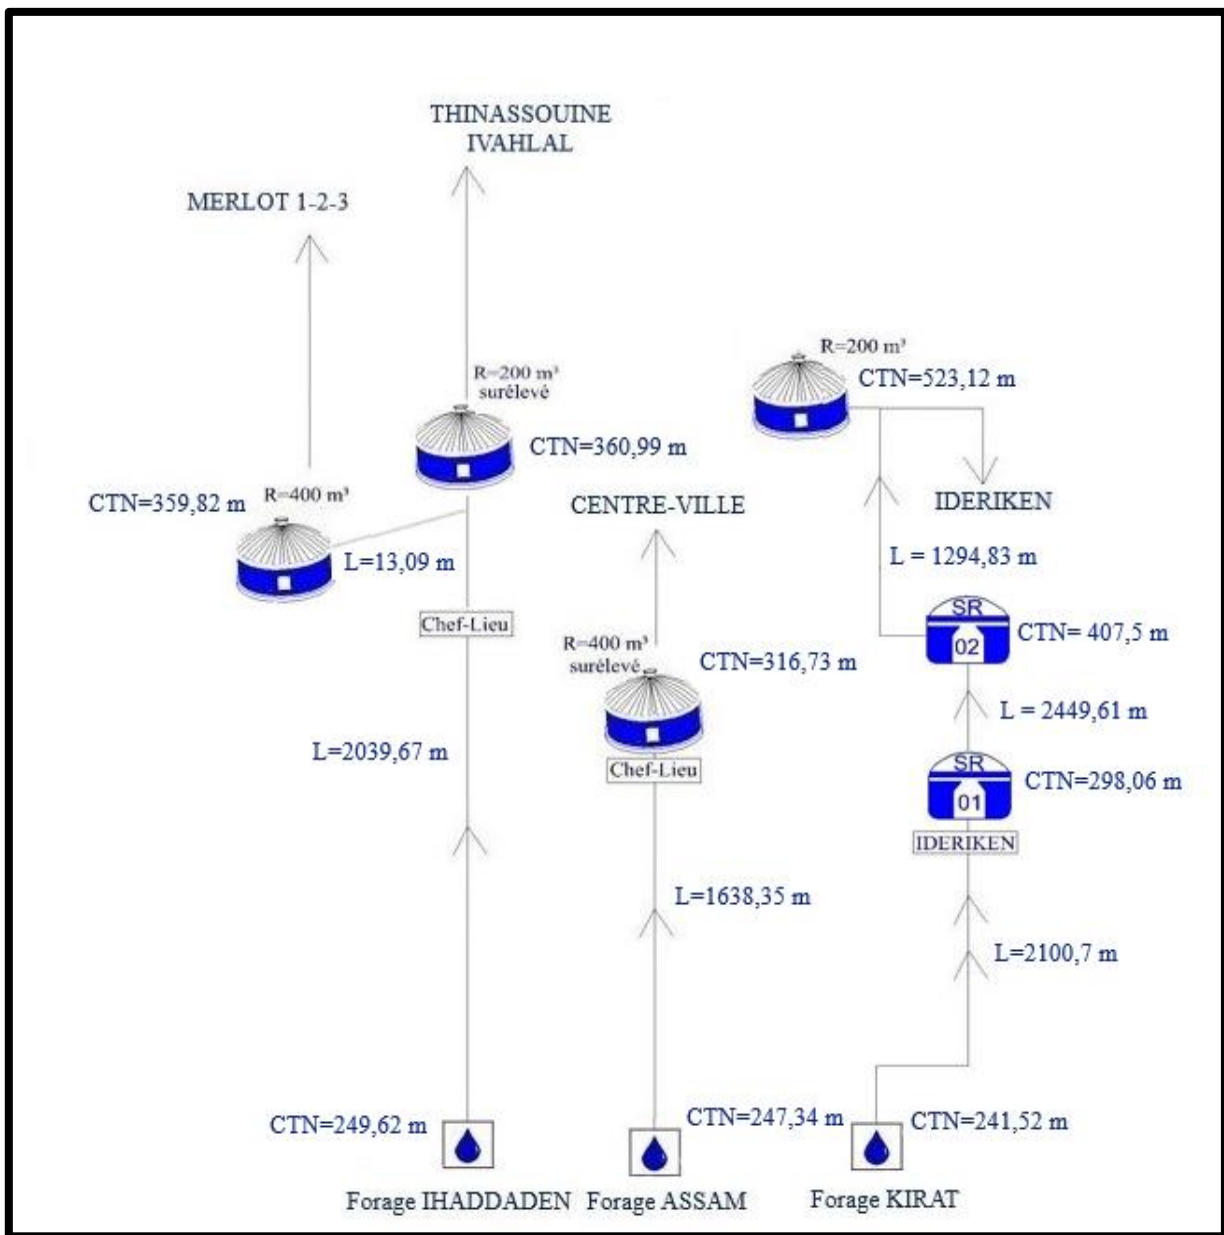 THINASSOUINE
IVAHLAL
MERLOT 1-2-3
R=200 m³
surélevé
CTN=360,99 m
R=200 m³
CTN=523,12 m
CTN=359,82 m
R=400 m³
L=13,09 m
CENTRE-VILLE
IDERIKEN
L = 1294,83 m
Chef-Lieu
R=400 m³
surélevé
CTN=316,73 m
SR
02
CTN= 407,5 m
L = 2449,61 m
L=2039,67 m
Chef-Lieu
SR
01
CTN=298,06 m
IDERIKEN
L=1638,35 m
L=2100,7 m
CTN=249,62 m
CTN=247,34 m
CTN=241,52 m
Forage IHADDADEN
Forage ASSAM
Forage KIRAT